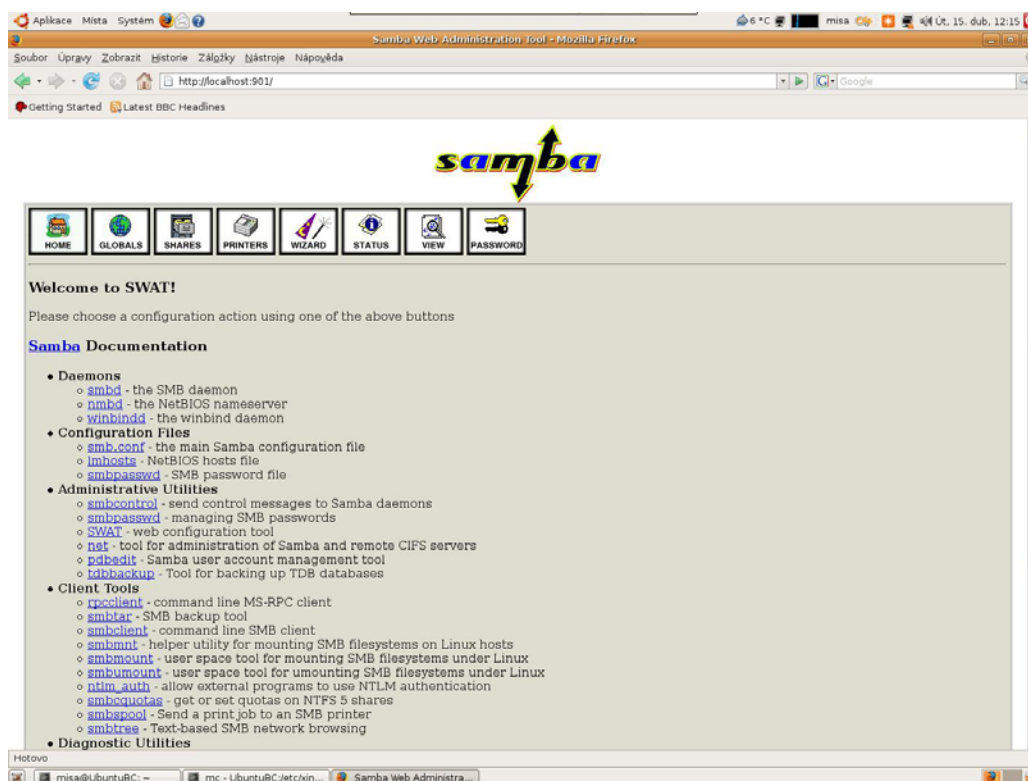 Aplikace Místa Systém 6 °C misa Út, 15. dub, 12:15
Samba Web Administration Tool - Mozilla Firefox
Soubor Úpravy Zobrazit Historie Záložky Nástroje Nápověda
http://localhost:901/ Google
Getting Started Latest BBC Headlines
samba
HOME GLOBALS SHARES PRINTERS WIZARD STATUS VIEW PASSWORD
Welcome to SWAT!
Please choose a configuration action using one of the above buttons
Samba Documentation
Daemons
smbd - the SMB daemon
nmbd - the NetBIOS nameserver
winbindd - the winbind daemon
Configuration Files
smb.conf - the main Samba configuration file
lmhosts - NetBIOS hosts file
smbpasswd - SMB password file
Administrative Utilities
smbcontrol - send control messages to Samba daemons
smbpasswd - managing SMB passwords
SWAT - web configuration tool
net - tool for administration of Samba and remote CIFS servers
pdbedit - Samba user account management tool
tdbbackup - Tool for backing up TDB databases
Client Tools
rpcclient - command line MS-RPC client
smbtar - SMB backup tool
smbclient - command line SMB client
smbmnt - helper utility for mounting SMB filesystems on Linux hosts
smbmount - user space tool for mounting SMB filesystems under Linux
smbumount - user space tool for umounting SMB filesystems under Linux
ntlm_auth - allow external programs to use NTLM authentication
smbcquotas - get or set quotas on NTFS 5 shares
smbspool - Send a print job to an SMB printer
smbtree - Text-based SMB network browsing
Diagnostic Utilities
Hotovo
misa@UbuntuBC: ~ mc - UbuntuBC:/etc/xin... Samba Web Administra...